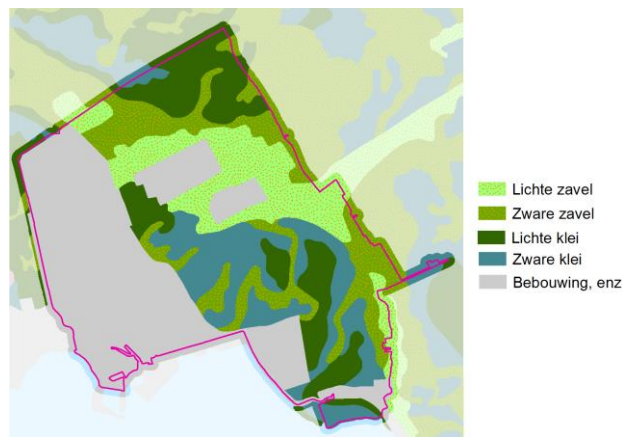 Lichte zavel
Zware zavel
Lichte klei
Zware klei
Bebouwing, enz